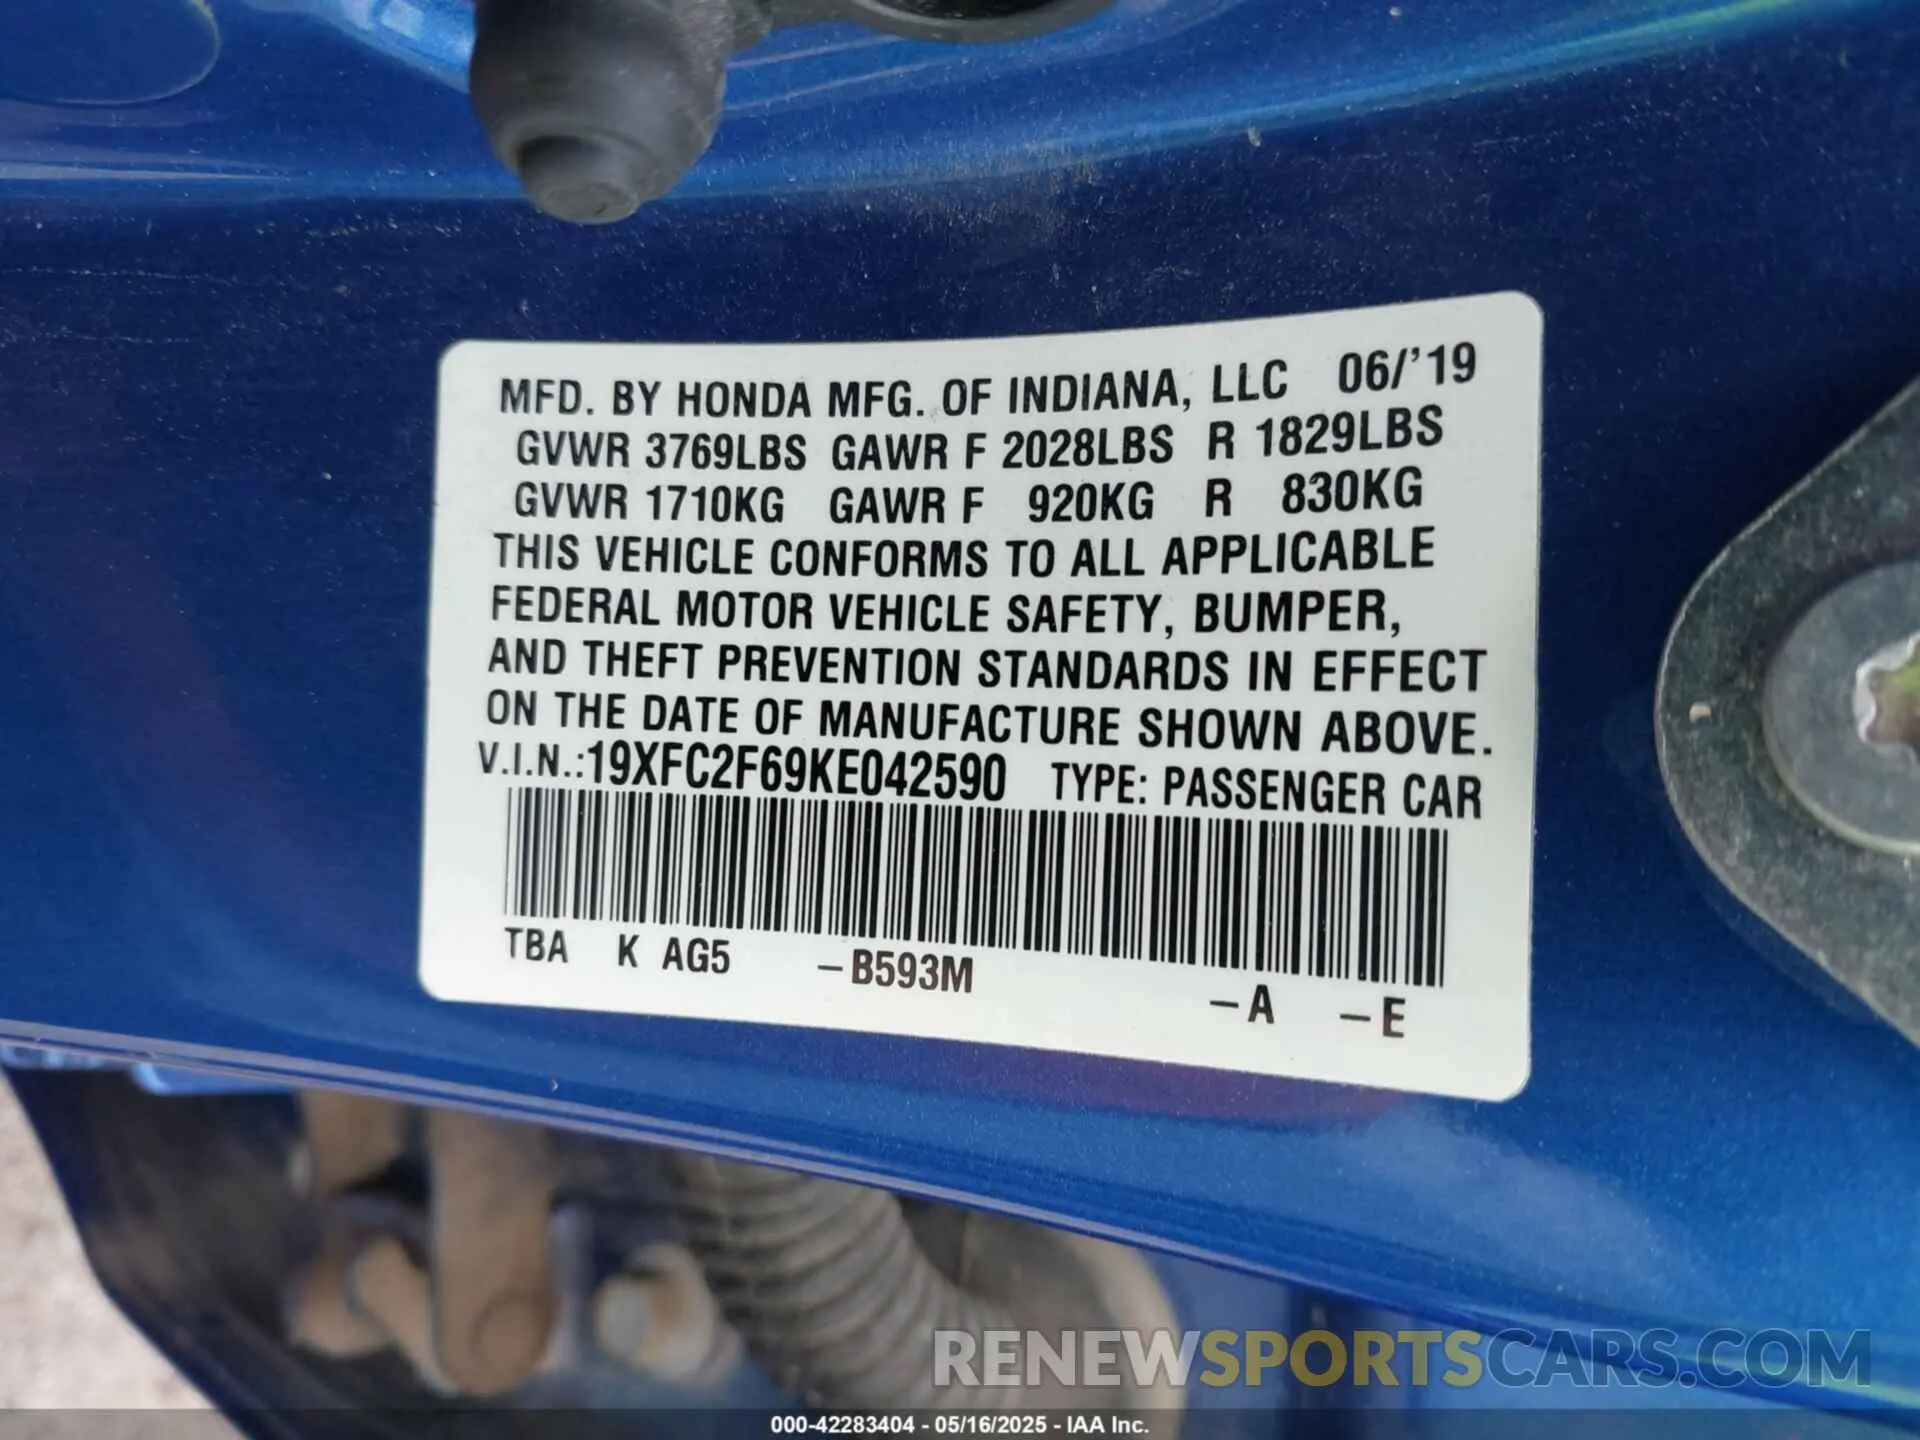 MFD. BY HONDA MFG. OF INDIANA, LLC 06/'19
GVWR 3769LBS GAWR F 2028LBS R 1829LBS
GVWR 1710KG GAWR F 920KG R 830KG
THIS VEHICLE CONFORMS TO ALL APPLICABLE
FEDERAL MOTOR VEHICLE SAFETY, BUMPER,
AND THEFT PREVENTION STANDARDS IN EFFECT
ON THE DATE OF MANUFACTURE SHOWN ABOVE.
V.I.N.:19XFC2F69KE042590 TYPE: PASSENGER CAR
TBA K AG5 –B593M –A –E
RENEWSPORTSCARS.COM
000-42283404 - 05/16/2025 - IAA Inc.